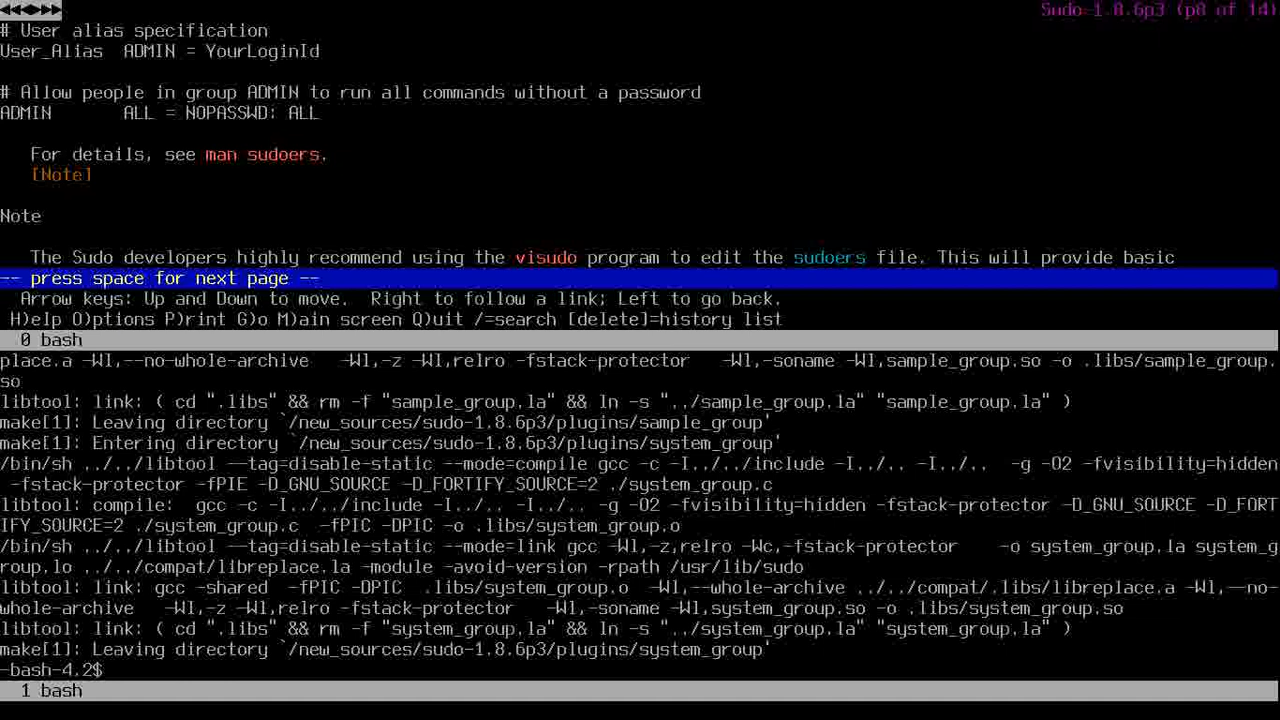 <<<>>> Sudo-1.8.6p3 (p8 of 14)
# User alias specification
User_Alias  ADMIN = YourLoginId
# Allow people in group ADMIN to run all commands without a password
ADMIN       ALL = NOPASSWD: ALL
For details, see man sudoers.
[Note]
Note
The Sudo developers highly recommend using the visudo program to edit the sudoers file. This will provide basic
-- press space for next page --
Arrow keys: Up and Down to move.  Right to follow a link; Left to go back.
H)elp O)ptions P)rint G)o M)ain screen Q)uit /=search [delete]=history list
0 bash
place.a -Wl,--no-whole-archive   -Wl,-z -Wl,relro -fstack-protector   -Wl,-soname -Wl,sample_group.so -o .libs/sample_group.
so
libtool: link: ( cd ".libs" && rm -f "sample_group.la" && ln -s "../sample_group.la" "sample_group.la" )
make[1]: Leaving directory `/new_sources/sudo-1.8.6p3/plugins/sample_group'
make[1]: Entering directory `/new_sources/sudo-1.8.6p3/plugins/system_group'
/bin/sh ../../libtool --tag=disable-static --mode=compile gcc -c -I../../include -I../.. -I../..  -g -O2 -fvisibility=hidden
-fstack-protector -fPIE -D_GNU_SOURCE -D_FORTIFY_SOURCE=2 ./system_group.c
libtool: compile:  gcc -c -I../../include -I../.. -I../.. -g -O2 -fvisibility=hidden -fstack-protector -D_GNU_SOURCE -D_FORT
IFY_SOURCE=2 ./system_group.c  -fPIC -DPIC -o .libs/system_group.o
/bin/sh ../../libtool --tag=disable-static --mode=link gcc -Wl,-z,relro -Wc,-fstack-protector    -o system_group.la system_g
roup.lo ../../compat/libreplace.la -module -avoid-version -rpath /usr/lib/sudo
libtool: link: gcc -shared  -fPIC -DPIC  .libs/system_group.o  -Wl,--whole-archive ../../compat/.libs/libreplace.a -Wl,--no-
whole-archive   -Wl,-z -Wl,relro -fstack-protector   -Wl,-soname -Wl,system_group.so -o .libs/system_group.so
libtool: link: ( cd ".libs" && rm -f "system_group.la" && ln -s "../system_group.la" "system_group.la" )
make[1]: Leaving directory `/new_sources/sudo-1.8.6p3/plugins/system_group'
-bash-4.2$
1 bash